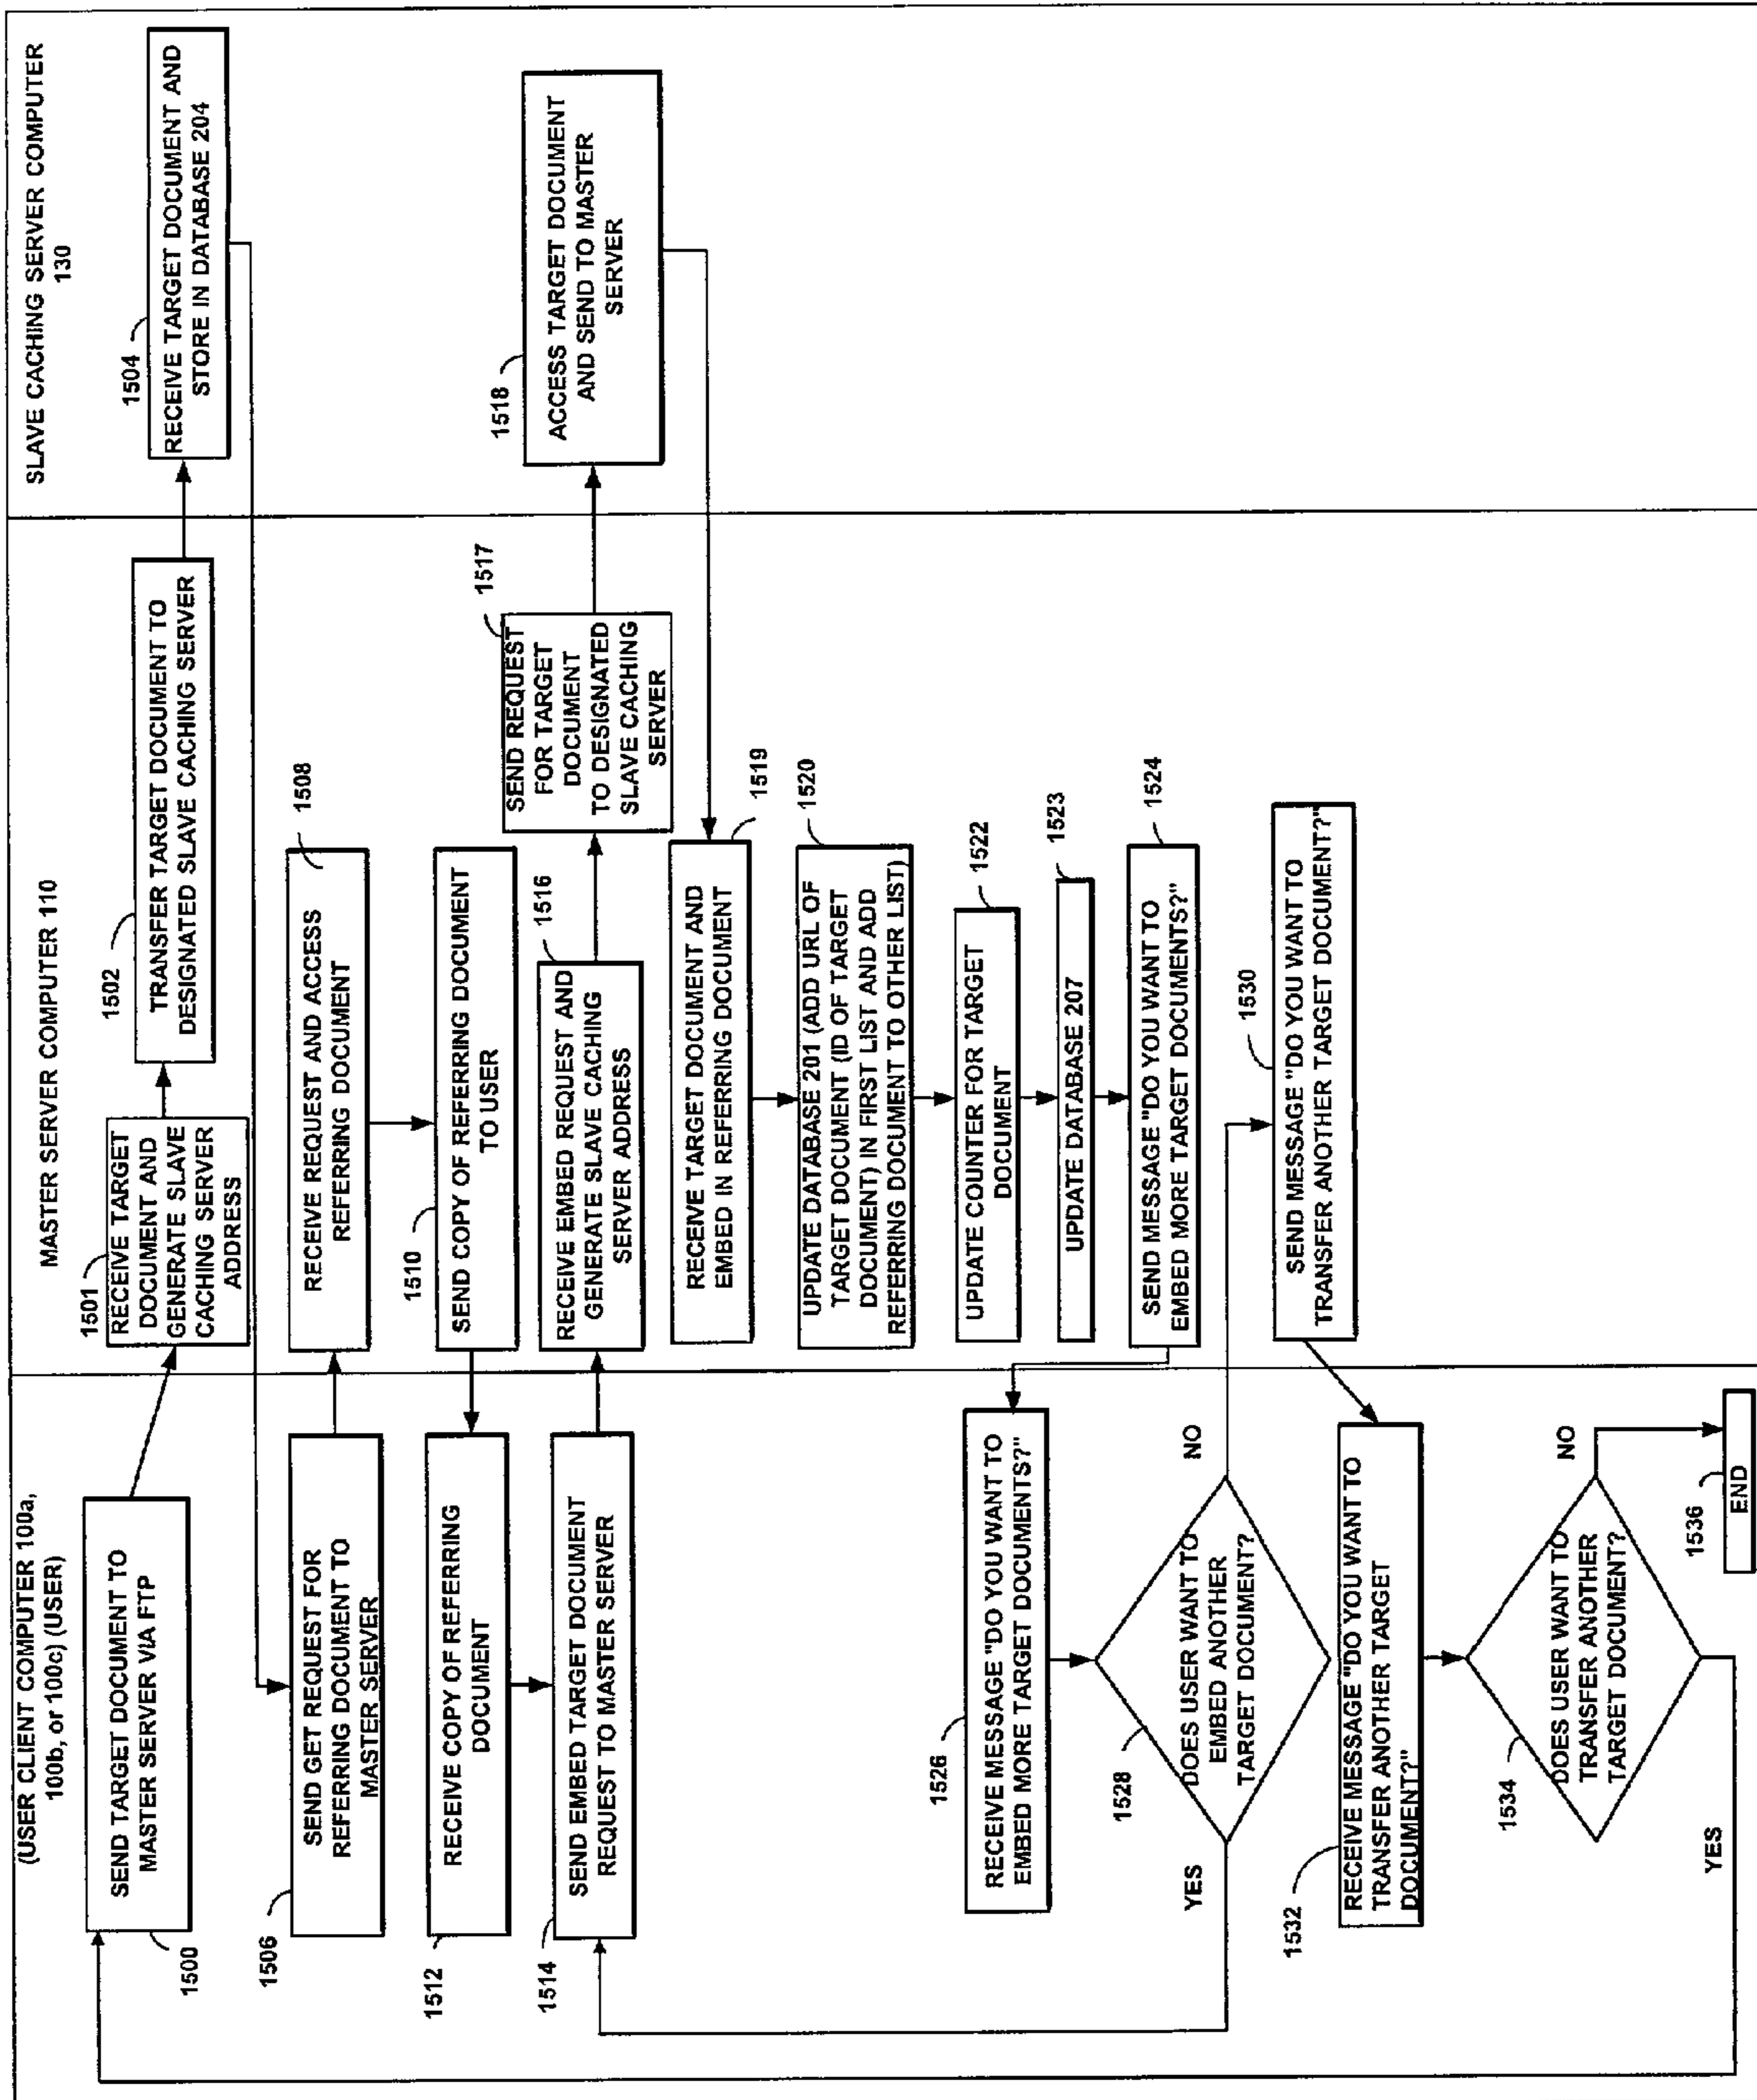 (USER CLIENT COMPUTER 100a,
100b, or 100c) (USER)
MASTER SERVER COMPUTER 110
SLAVE CACHING SERVER COMPUTER
130
1500
SEND TARGET DOCUMENT TO
MASTER SERVER VIA FTP
1501
RECEIVE TARGET
DOCUMENT AND
GENERATE SLAVE
CACHING SERVER
ADDRESS
1502
TRANSFER TARGET DOCUMENT TO
DESIGNATED SLAVE CACHING SERVER
1504
RECEIVE TARGET DOCUMENT AND
STORE IN DATABASE 204
1506
SEND GET REQUEST FOR
REFERRING DOCUMENT TO
MASTER SERVER
1508
RECEIVE REQUEST AND ACCESS
REFERRING DOCUMENT
1510
SEND COPY OF REFERRING DOCUMENT
TO USER
1512
RECEIVE COPY OF REFERRING
DOCUMENT
1514
SEND EMBED TARGET DOCUMENT
REQUEST TO MASTER SERVER
1516
RECEIVE EMBED REQUEST AND
GENERATE SLAVE CACHING
SERVER ADDRESS
1517
SEND REQUEST
FOR TARGET
DOCUMENT
TO DESIGNATED
SLAVE CACHING
SERVER
1518
ACCESS TARGET DOCUMENT
AND SEND TO MASTER
SERVER
1519
RECEIVE TARGET DOCUMENT AND
EMBED IN REFERRING DOCUMENT
1520
UPDATE DATABASE 201 (ADD URL OF
TARGET DOCUMENT (ID OF TARGET
DOCUMENT) IN FIRST LIST AND ADD
REFERRING DOCUMENT TO OTHER LIST)
1522
UPDATE COUNTER FOR TARGET
DOCUMENT
1523
UPDATE DATABASE 207
1524
SEND MESSAGE "DO YOU WANT TO
EMBED MORE TARGET DOCUMENTS?"
1526
RECEIVE MESSAGE "DO YOU WANT TO
EMBED MORE TARGET DOCUMENTS?"
1528
DOES USER WANT TO
EMBED ANOTHER
TARGET DOCUMENT?
YES
NO
1530
SEND MESSAGE "DO YOU WANT TO
TRANSFER ANOTHER TARGET DOCUMENT?"
1532
RECEIVE MESSAGE "DO YOU WANT TO
TRANSFER ANOTHER TARGET
DOCUMENT?"
1534
DOES USER WANT TO
TRANSFER ANOTHER
TARGET DOCUMENT?
YES
NO
1536
END